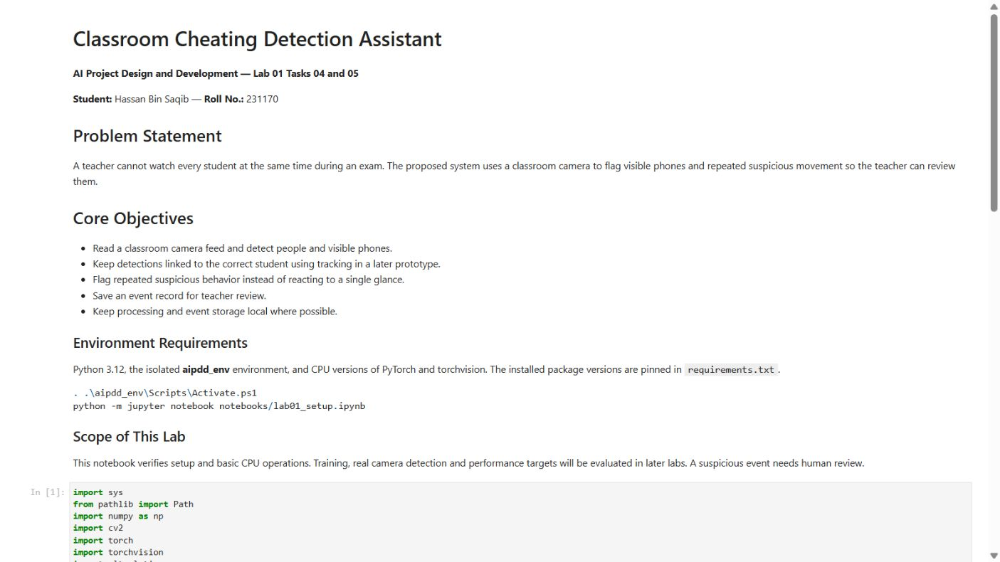 Classroom Cheating Detection Assistant
AI Project Design and Development — Lab 01 Tasks 04 and 05
Student: Hassan Bin Saqib — Roll No.: 231170
Problem Statement
A teacher cannot watch every student at the same time during an exam. The proposed system uses a classroom camera to flag visible phones and repeated suspicious movement so the teacher can review
them.
Core Objectives
• Read a classroom camera feed and detect people and visible phones.
• Keep detections linked to the correct student using tracking in a later prototype.
• Flag repeated suspicious behavior instead of reacting to a single glance.
• Save an event record for teacher review.
• Keep processing and event storage local where possible.
Environment Requirements
Python 3.12, the isolated aipdd_env environment, and CPU versions of PyTorch and torchvision. The installed package versions are pinned in requirements.txt.
. .\aipdd_env\Scripts\Activate.ps1
python -m jupyter notebook notebooks/lab01_setup.ipynb
Scope of This Lab
This notebook verifies setup and basic CPU operations. Training, real camera detection and performance targets will be evaluated in later labs. A suspicious event needs human review.
In [1]: import sys
from pathlib import Path
import numpy as np
import cv2
import torch
import torchvision